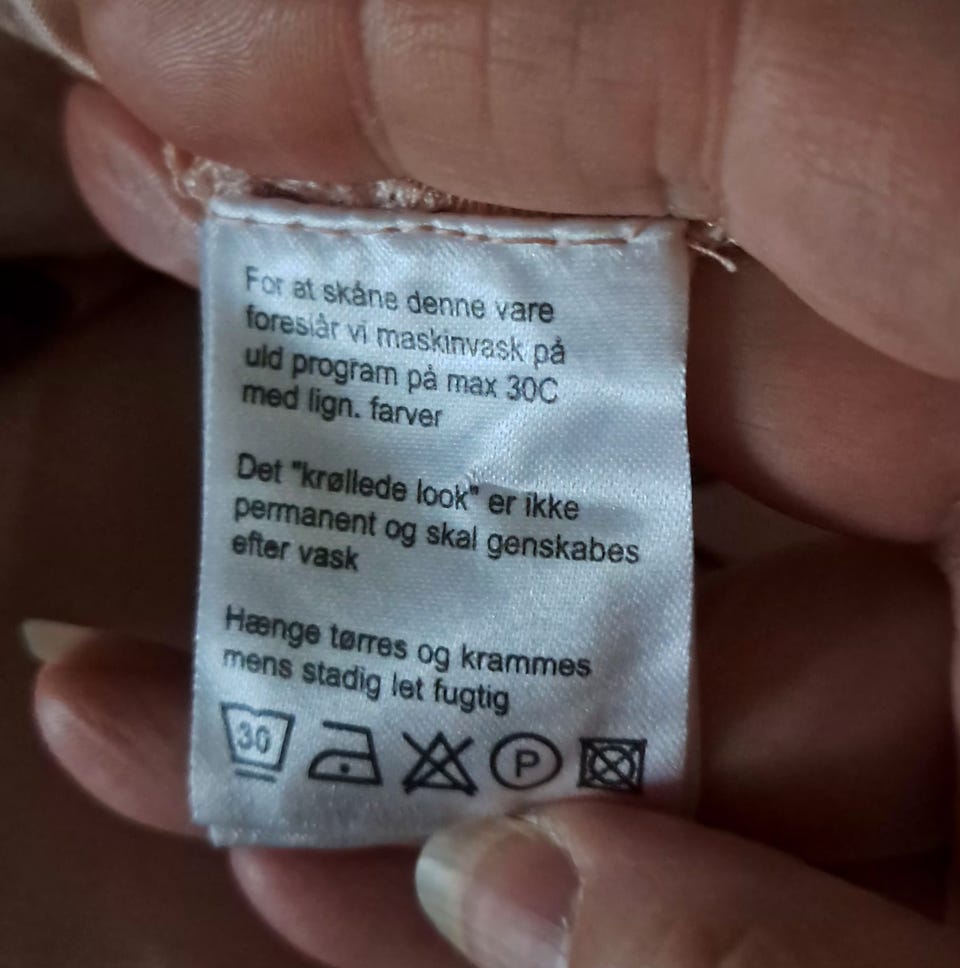 For at skåne denne vare
foreslår vi maskinvask på
uld program på max 30C
med lign. farver
Det "krøllede look" er ikke
permanent og skal genskabes
efter vask
Hænge tørres og krammes
mens stadig let fugtig
30 P